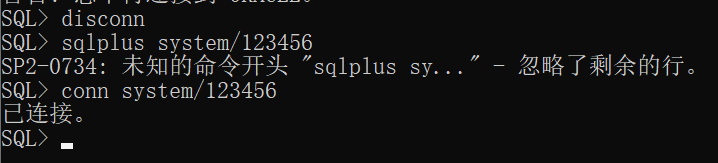 SQL> disconn
SQL> sqlplus system/123456
SP2-0734: 未知的命令开头 "sqlplus sy..." - 忽略了剩余的行。
SQL> conn system/123456
已连接。
SQL>